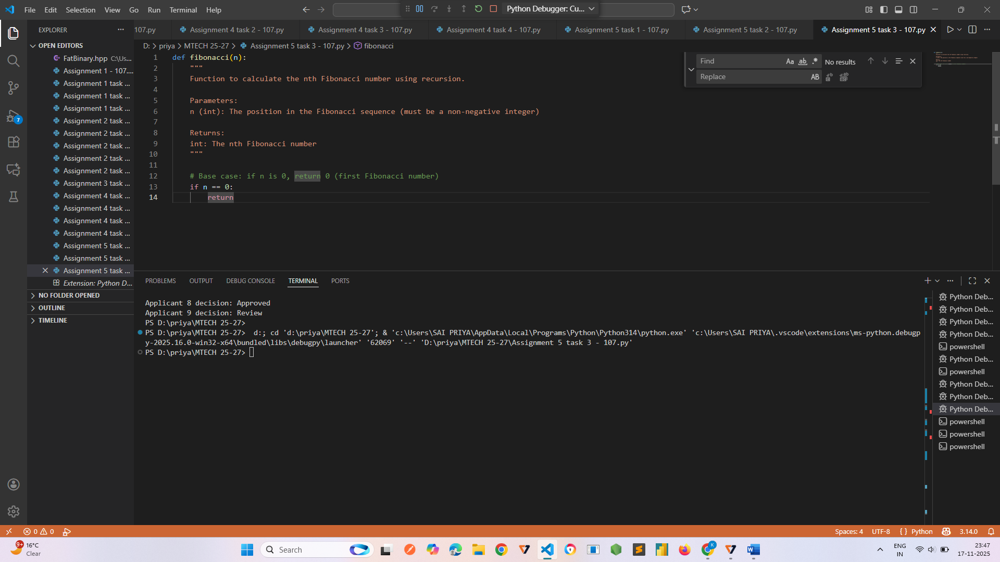 File Edit Selection View Go Run Terminal Help
Python Debugger: Cu...
EXPLORER
107.py
Assignment 4 task 2 - 107.py
Assignment 4 task 3 - 107.py
Assignment 4 task 4 - 107.py
Assignment 5 task 1 - 107.py
Assignment 5 task 2 - 107.py
Assignment 5 task 3 - 107.py
D: > priya > MTECH 25-27 > Assignment 5 task 3 - 107.py > fibonacci
OPEN EDITORS
FatBinary.hpp C:\Us...
Assignment 1 - 107....
Assignment 1 task ...
Assignment 1 task ...
Assignment 1 task ...
Assignment 2 task ...
Assignment 2 task ...
Assignment 2 task ...
Assignment 2 task ...
Assignment 2 task ...
Assignment 3 task ...
Assignment 4 task ...
Assignment 4 task ...
Assignment 4 task ...
Assignment 4 task ...
Assignment 5 task ...
Assignment 5 task ...
Assignment 5 task ...
Extension: Python D...
NO FOLDER OPENED
OUTLINE
TIMELINE
7
1 def fibonacci(n):
2 """
3 Function to calculate the nth Fibonacci number using recursion.
4
5 Parameters:
6 n (int): The position in the Fibonacci sequence (must be a non-negative integer)
7
8 Returns:
9 int: The nth Fibonacci number
10 """
11
12 # Base case: if n is 0, return 0 (first Fibonacci number)
13 if n == 0:
14 return
Find Aa ab .* No results
Replace AB
PROBLEMS OUTPUT DEBUG CONSOLE TERMINAL PORTS
Applicant 8 decision: Approved
Applicant 9 decision: Review
PS D:\priya\MTECH 25-27>
PS D:\priya\MTECH 25-27>  d:; cd 'd:\priya\MTECH 25-27'; & 'c:\Users\SAI PRIYA\AppData\Local\Programs\Python\Python314\python.exe' 'c:\Users\SAI PRIYA\.vscode\extensions\ms-python.debug
py-2025.16.0-win32-x64\bundled\libs\debugpy\launcher' '62069' '--' 'D:\priya\MTECH 25-27\Assignment 5 task 3 - 107.py'
PS D:\priya\MTECH 25-27>
Python Deb...
Python Deb...
Python Deb...
Python Deb...
powershell
Python Deb...
powershell
Python Deb...
Python Deb...
Python Deb...
powershell
powershell
powershell
0 0
Spaces: 4 UTF-8 { } Python 3.14.0
9+
16°C
Clear
Search
K
ENG
IN
23:47
17-11-2025